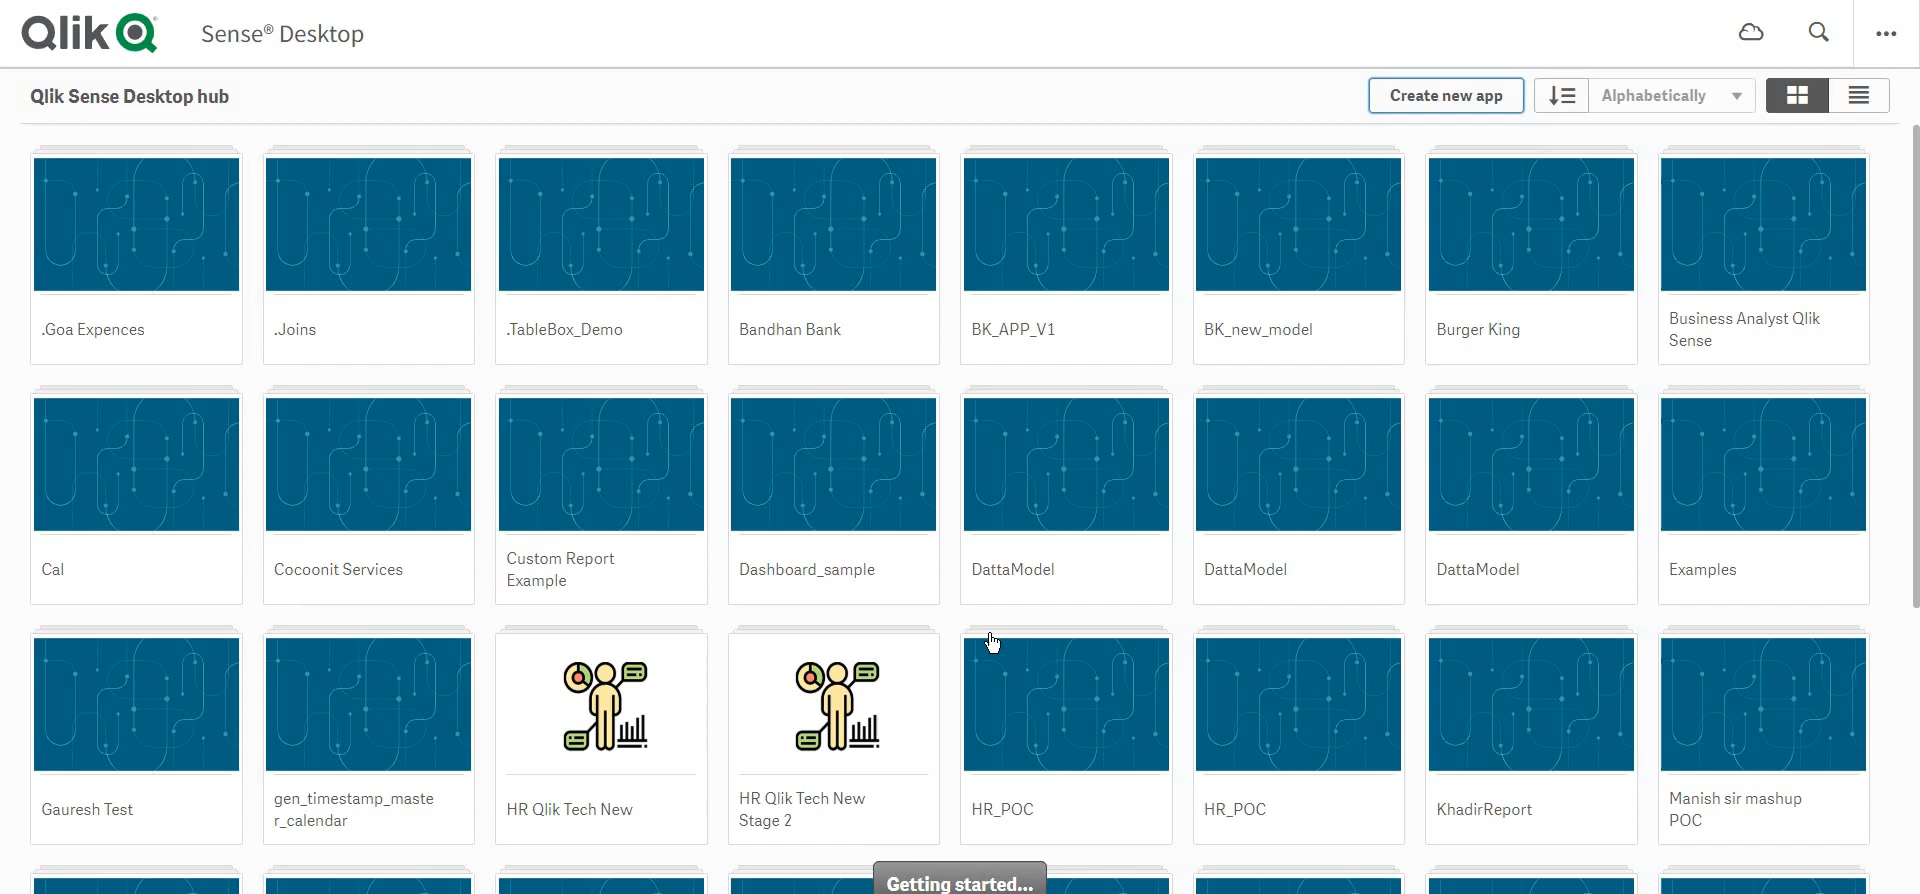 Qlik
Sense® Desktop
Qlik Sense Desktop hub
Create new app
Alphabetically
.Goa Expences
.Joins
.TableBox_Demo
Bandhan Bank
BK_APP_V1
BK_new_model
Burger King
Business Analyst Qlik
Sense
Cal
Cocoonit Services
Custom Report
Example
Dashboard_sample
DattaModel
DattaModel
DattaModel
Examples
Gauresh Test
gen_timestamp_maste
r_calendar
HR Qlik Tech New
HR Qlik Tech New
Stage 2
HR_POC
HR_POC
KhadirReport
Manish sir mashup
POC
Getting started...